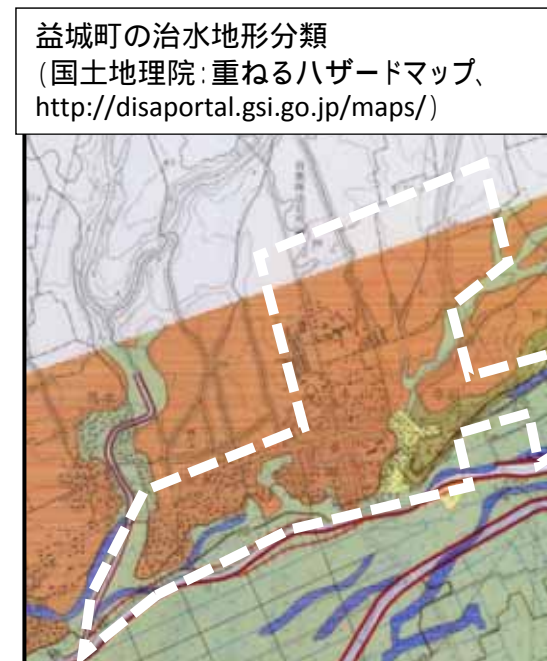 益城町の治水地形分類
(国土地理院:重ねるハザードマップ、
http://disaportal.gsi.go.jp/maps/)